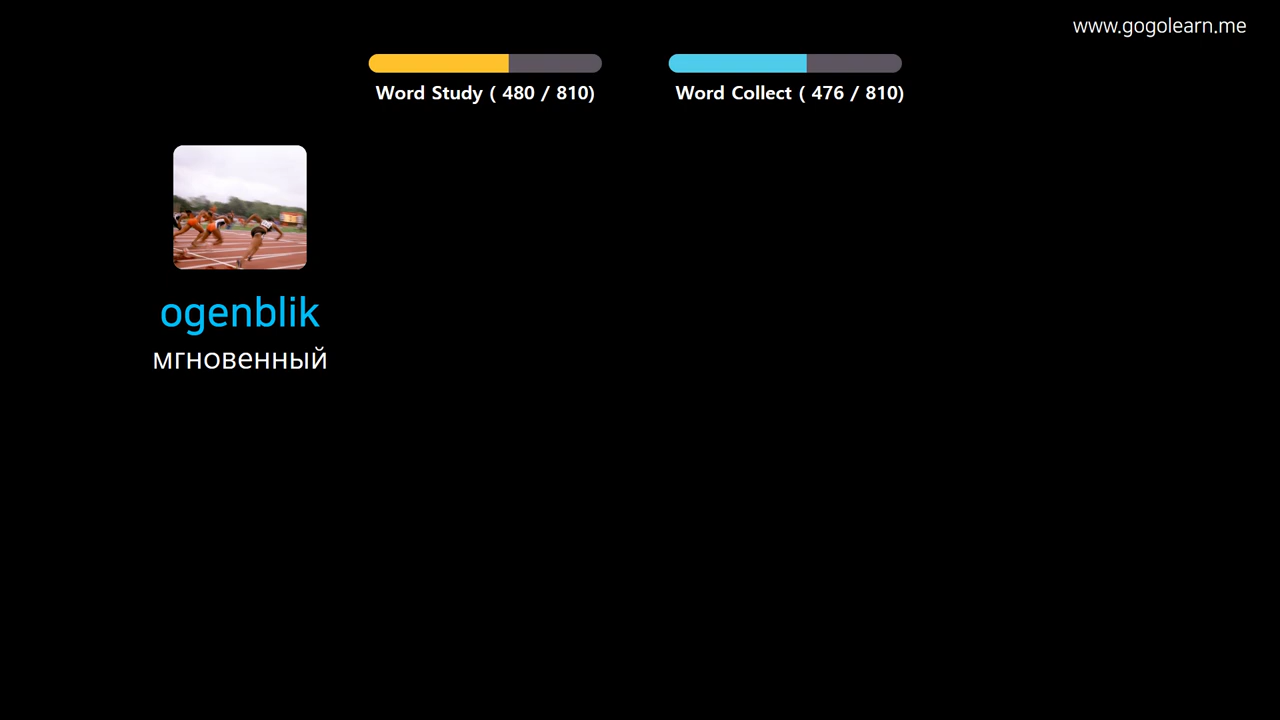 www.gogolearn.me
Word Study ( 480 / 810)
Word Collect ( 476 / 810)
ogenblik
мгновенный